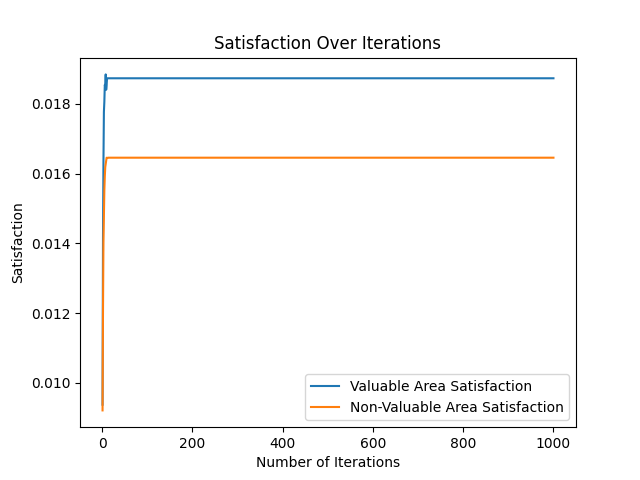 Satisfaction Over Iterations
Satisfaction
0.018
0.016
0.014
0.012
0.010
Valuable Area Satisfaction
Non-Valuable Area Satisfaction
0 200 400 600 800 1000
Number of Iterations